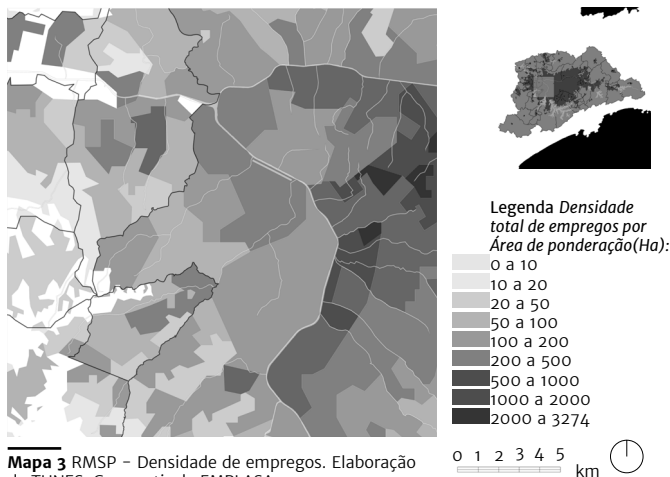 Legenda Densidade
total de empregos por
Área de ponderação(Ha):
0 a 10
10 a 20
20 a 50
50 a 100
100 a 200
200 a 500
500 a 1000
1000 a 2000
2000 a 3274
0 1 2 3 4 5
km
Mapa 3 RMSP – Densidade de empregos. Elaboração